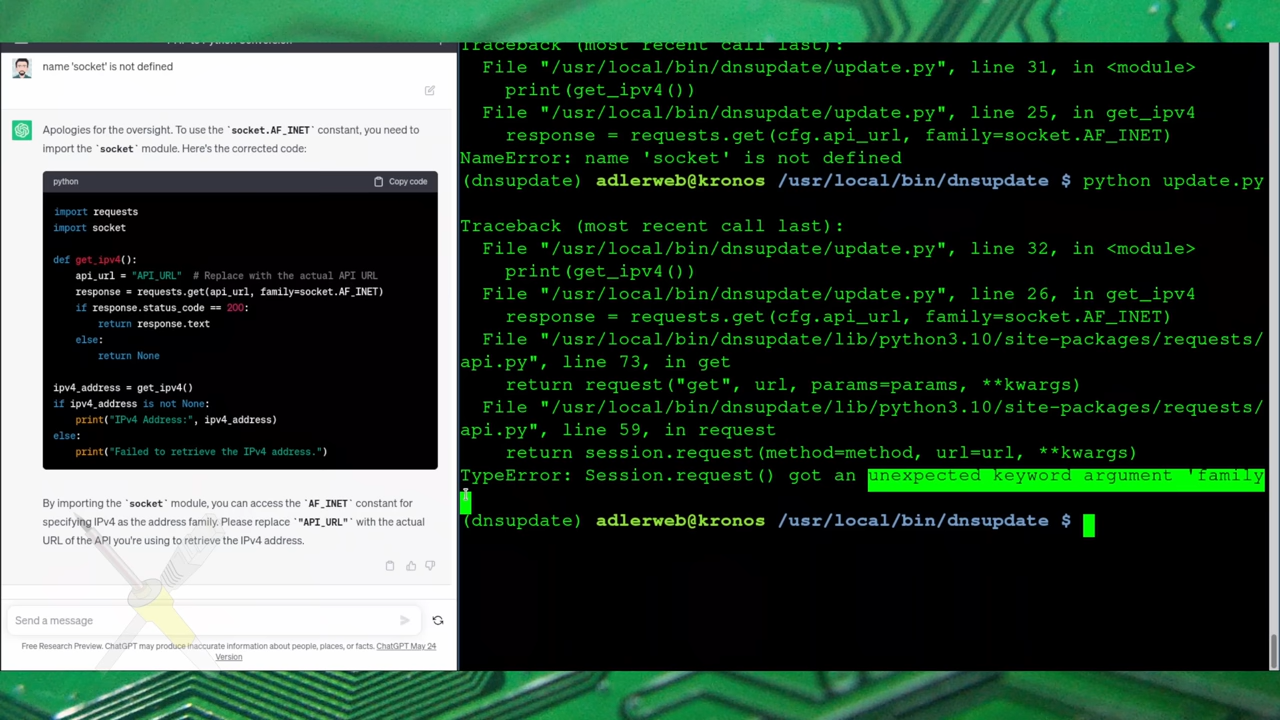 name 'socket' is not defined
Apologies for the oversight. To use the `socket.AF_INET` constant, you need to
import the `socket` module. Here's the corrected code:
python
Copy code
import requests
import socket
def get_ipv4():
api_url = "API_URL" # Replace with the actual API URL
response = requests.get(api_url, family=socket.AF_INET)
if response.status_code == 200:
return response.text
else:
return None
ipv4_address = get_ipv4()
if ipv4_address is not None:
print("IPv4 Address:", ipv4_address)
else:
print("Failed to retrieve the IPv4 address.")
By importing the `socket` module, you can access the `AF_INET` constant for
specifying IPv4 as the address family. Please replace `"API_URL"` with the actual
URL of the API you're using to retrieve the IPv4 address.
Send a message
Free Research Preview. ChatGPT may produce inaccurate information about people, places, or facts. ChatGPT May 24
Version
Traceback (most recent call last):
File "/usr/local/bin/dnsupdate/update.py", line 31, in <module>
print(get_ipv4())
File "/usr/local/bin/dnsupdate/update.py", line 25, in get_ipv4
response = requests.get(cfg.api_url, family=socket.AF_INET)
NameError: name 'socket' is not defined
(dnsupdate) adlerweb@kronos /usr/local/bin/dnsupdate $ python update.py
Traceback (most recent call last):
File "/usr/local/bin/dnsupdate/update.py", line 32, in <module>
print(get_ipv4())
File "/usr/local/bin/dnsupdate/update.py", line 26, in get_ipv4
response = requests.get(cfg.api_url, family=socket.AF_INET)
File "/usr/local/bin/dnsupdate/lib/python3.10/site-packages/requests/
api.py", line 73, in get
return request("get", url, params=params, **kwargs)
File "/usr/local/bin/dnsupdate/lib/python3.10/site-packages/requests/
api.py", line 59, in request
return session.request(method=method, url=url, **kwargs)
TypeError: Session.request() got an unexpected keyword argument 'family
(dnsupdate) adlerweb@kronos /usr/local/bin/dnsupdate $